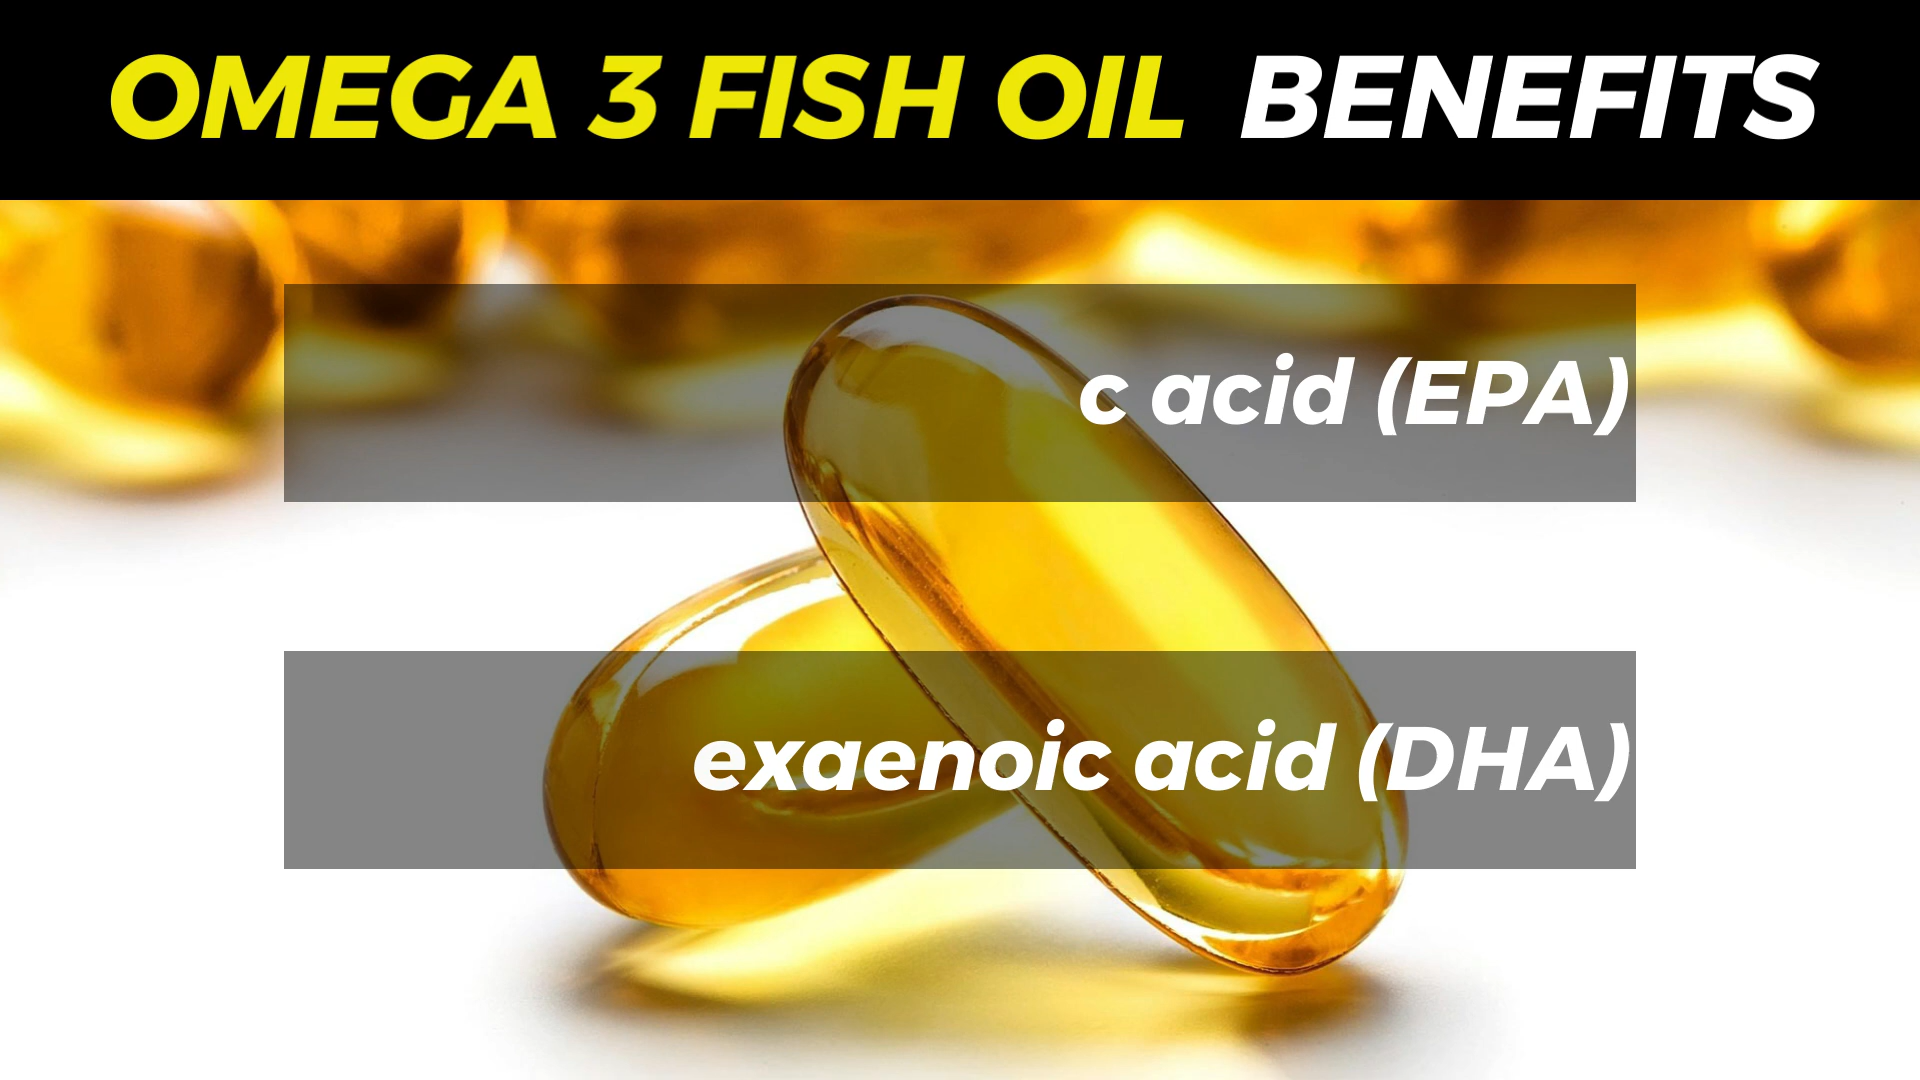 OMEGA 3 FISH OIL BENEFITS
c acid (EPA)
exaenoic acid (DHA)